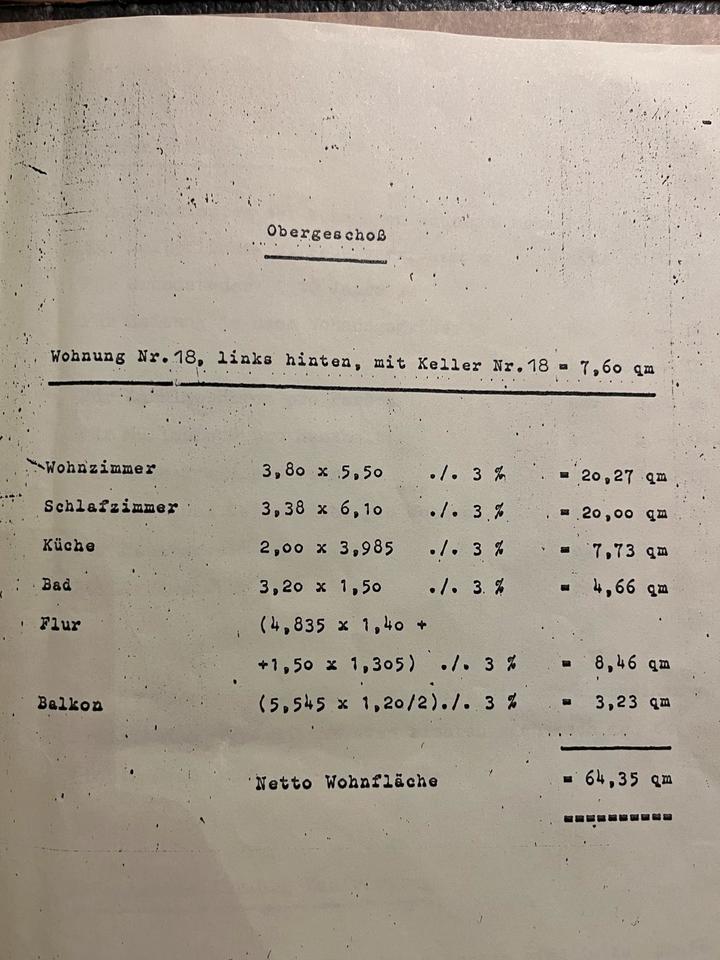 Obergeschoß
Wohnung Nr.18, links hinten, mit Keller Nr.18 = 7,60 qm
Wohnzimmer 3,80 x 5,50 ./. 3 % = 20,27 qm
Schlafzimmer 3,38 x 6,10 ./. 3 % = 20,00 qm
Küche 2,00 x 3,985 ./. 3 % = 7,73 qm
Bad 3,20 x 1,50 ./. 3 % = 4,66 qm
Flur (4,835 x 1,40 +
+1,50 x 1,305) ./. 3 % = 8,46 qm
Balkon (5,545 x 1,20/2)./. 3 % = 3,23 qm
Netto Wohnfläche = 64,35 qm
==========